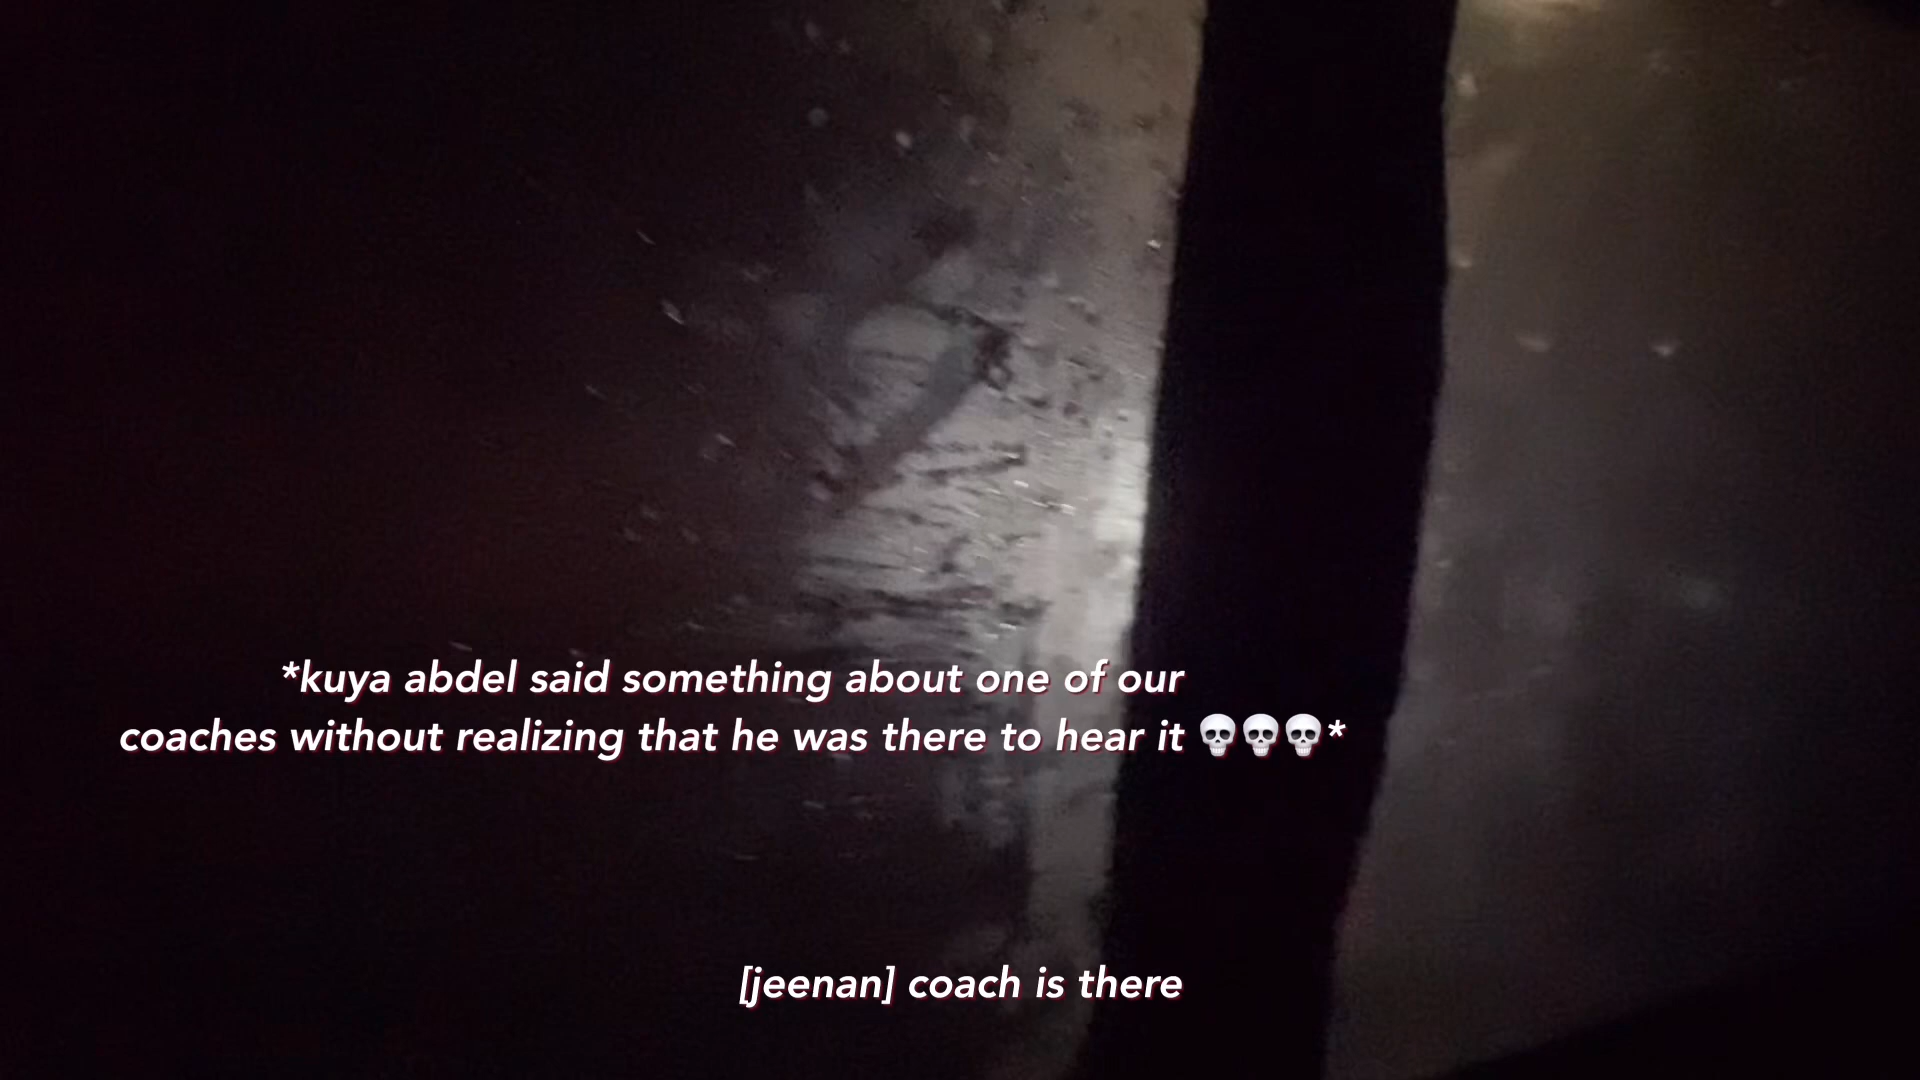 *kuya abdel said something about one of our
coaches without realizing that he was there to hear it 💀💀💀*
[jeenan] coach is there